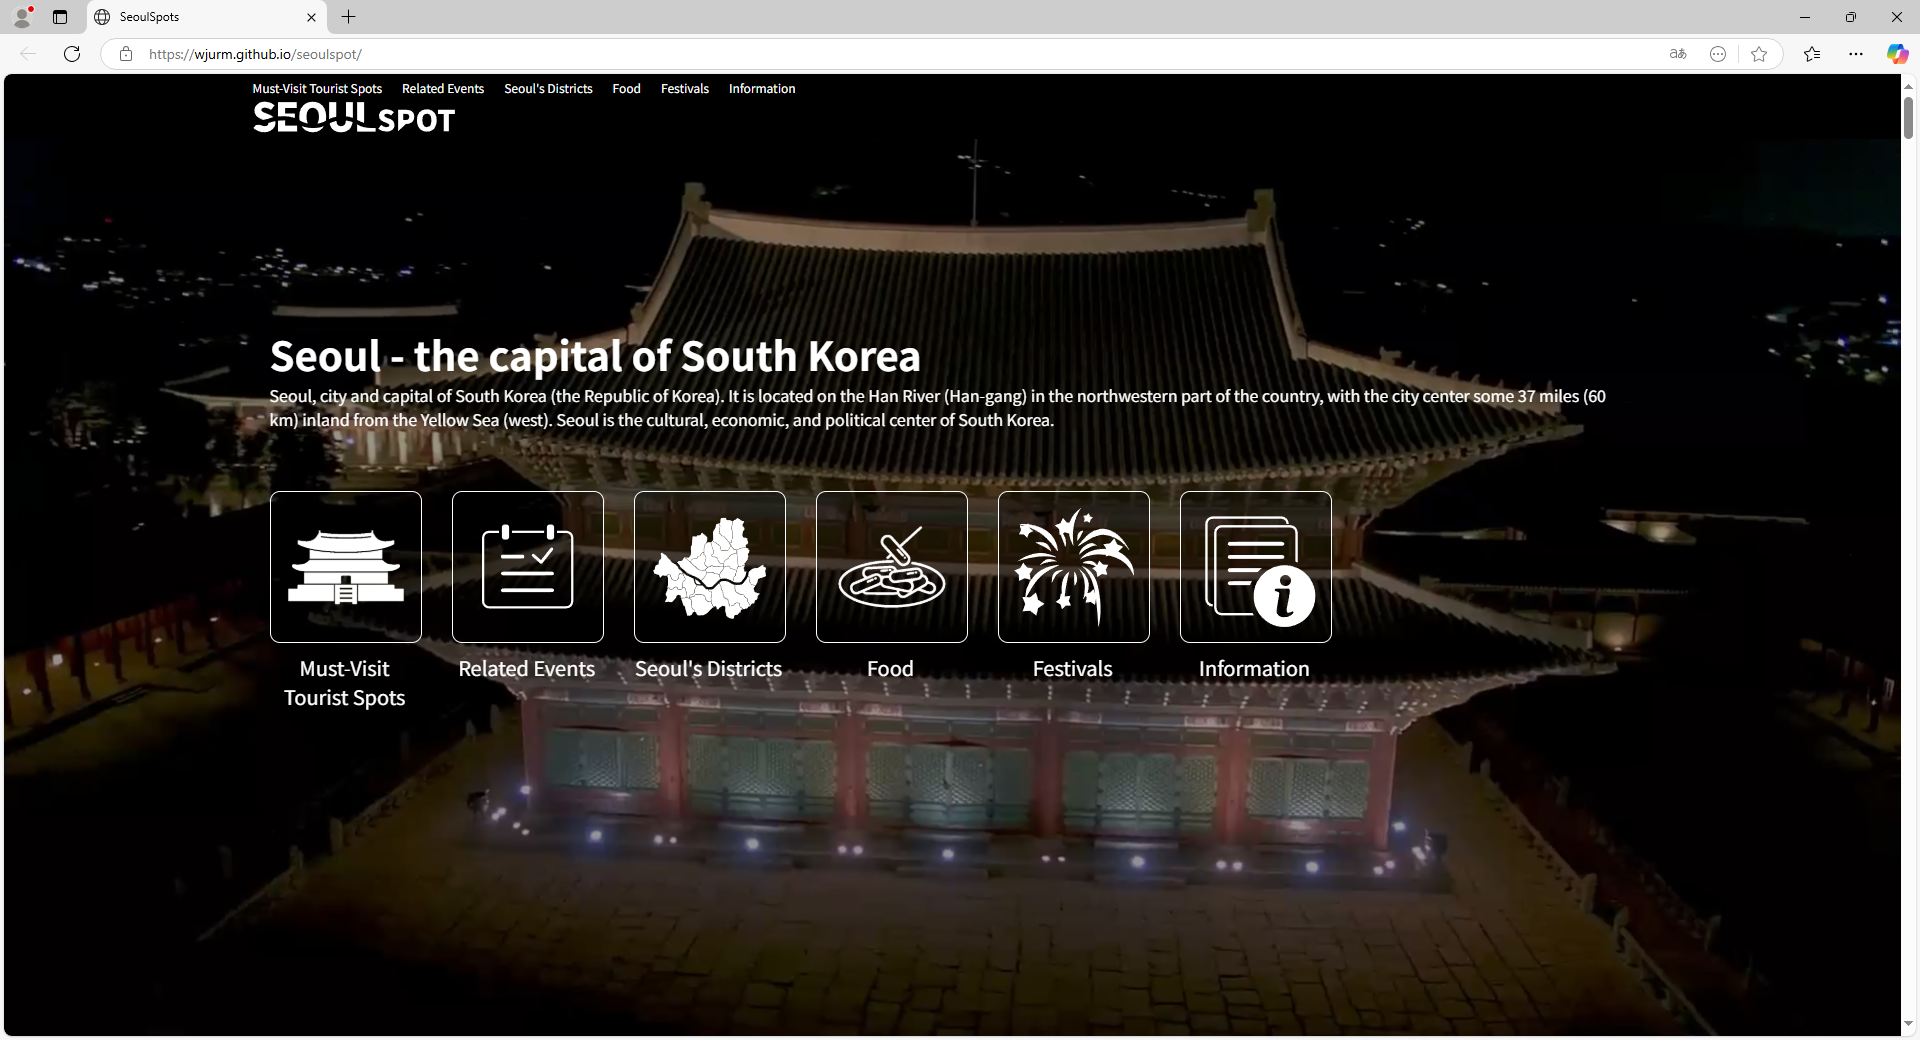 SeoulSpots
https://wjurm.github.io/seoulspot/
Must-Visit Tourist Spots Related Events Seoul's Districts Food Festivals Information
SEOULSPOT
Seoul - the capital of South Korea
Seoul, city and capital of South Korea (the Republic of Korea). It is located on the Han River (Han-gang) in the northwestern part of the country, with the city center some 37 miles (60
km) inland from the Yellow Sea (west). Seoul is the cultural, economic, and political center of South Korea.
Must-Visit
Tourist Spots
Related Events
Seoul's Districts
Food
Festivals
Information